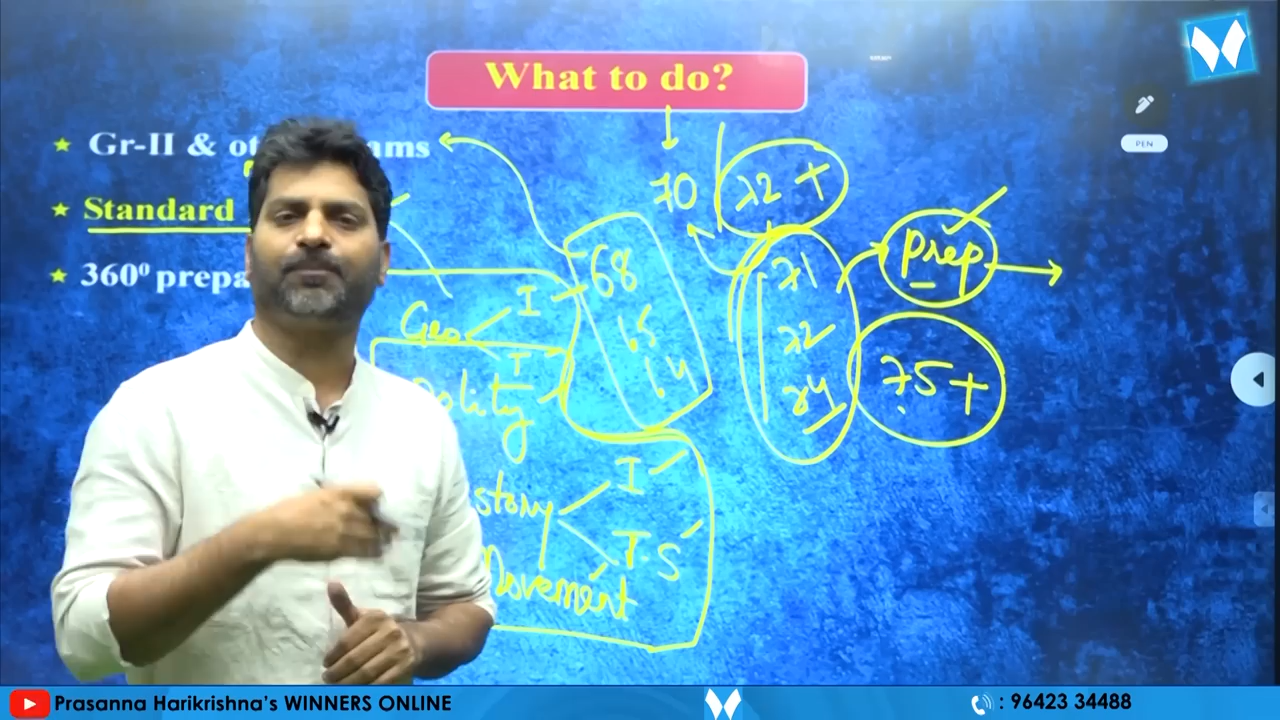 What to do?
Gr-II & ot ams
Standard
360⁰ prepa
PEN
70
72 +
prep
68
71
Geo
I
65
72
T
64
74
75+
olity
I
story
T.S
Movement
Prasanna Harikrishna's WINNERS ONLINE
: 96423 34488